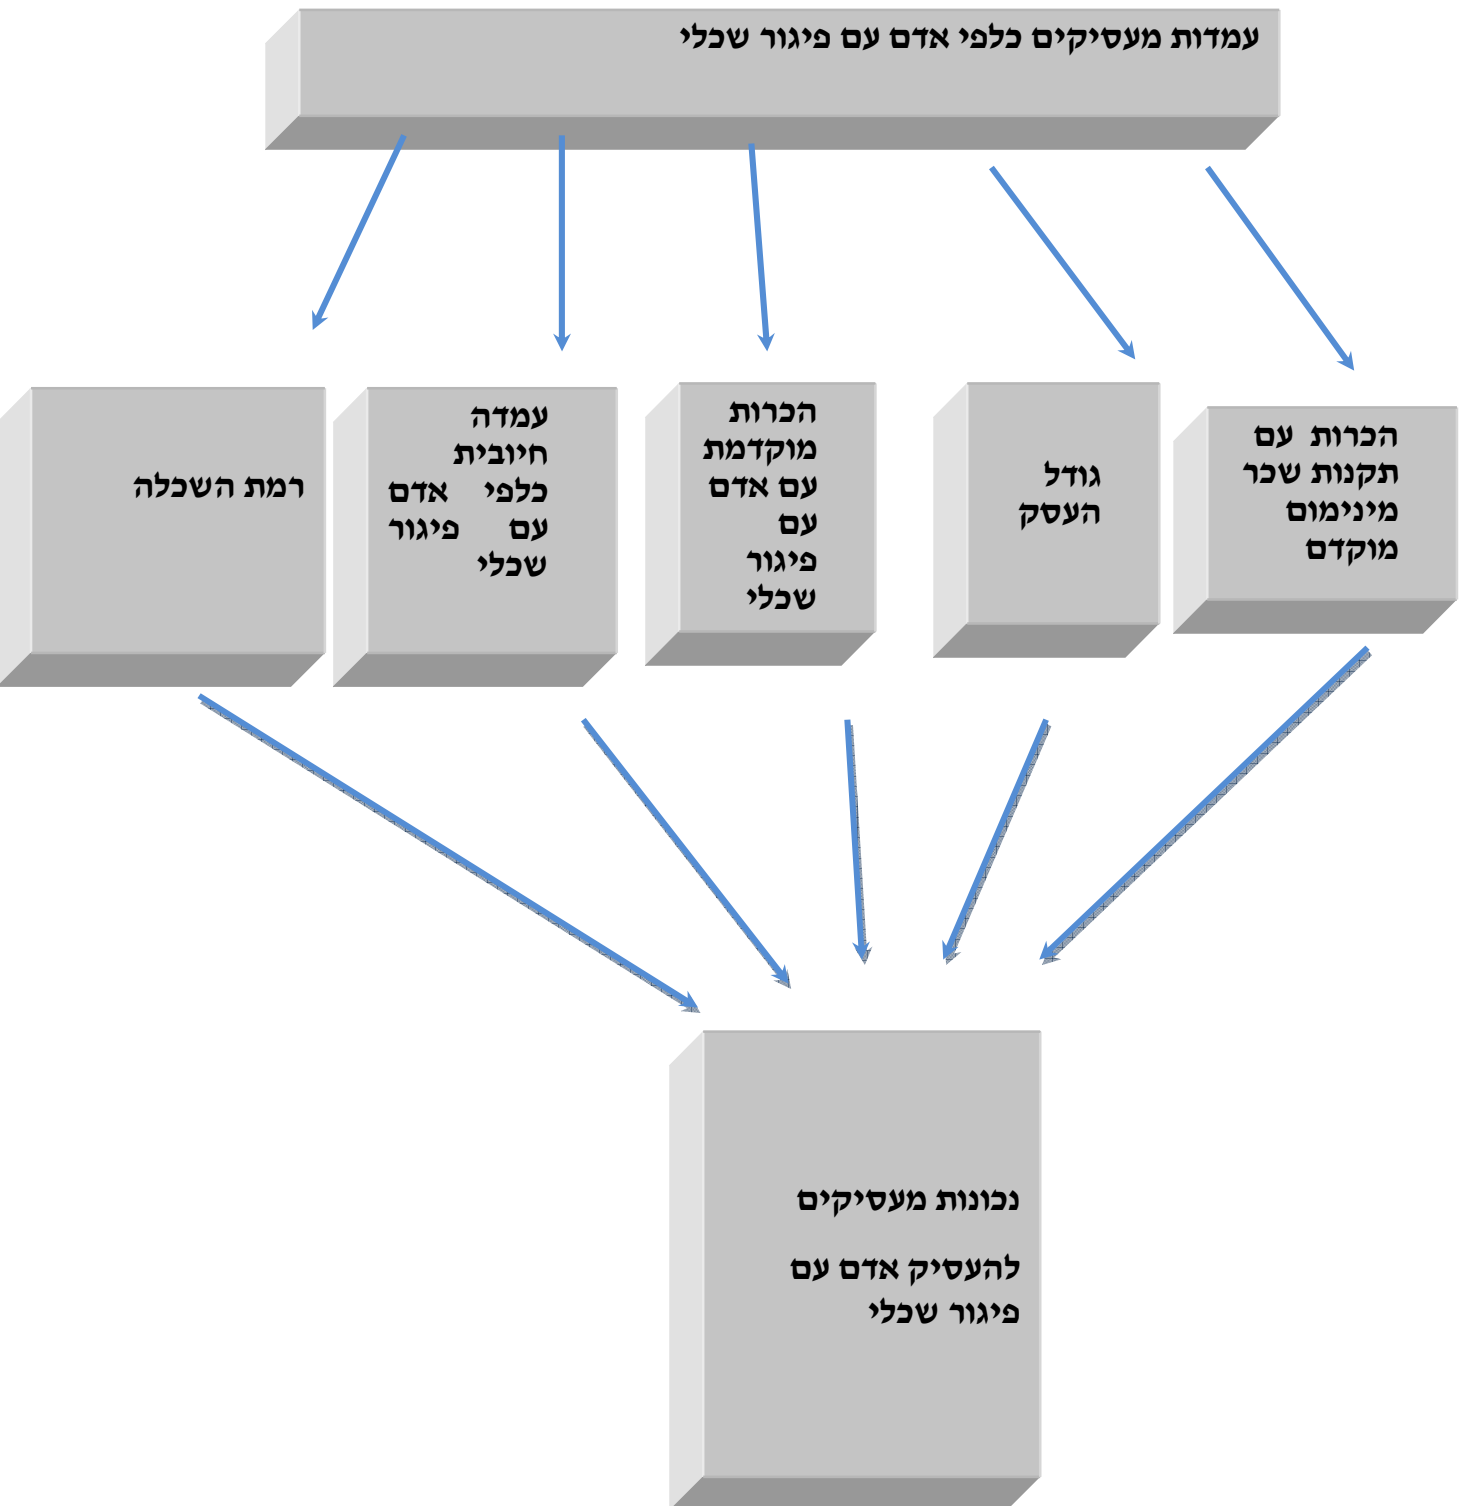 עמדות מעסיקים כלפי אדם עם פיגור שכלי
הכרות עם
תקנות שכר
מינימום
מוקדם
גודל
העסק
הכרות
מוקדמת
עם אדם
עם
פיגור
שכלי
עמדה
חיובית
כלפי אדם
עם פיגור
שכלי
רמת השכלה
נכונות מעסיקים
להעסיק אדם עם
פיגור שכלי